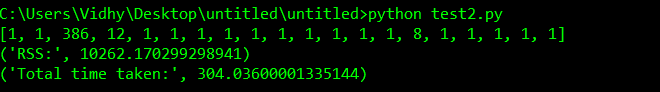 C:\Users\Vidhy\Desktop\untitled\untitled>python test2.py
[1, 1, 386, 12, 1, 1, 1, 1, 1, 1, 1, 1, 1, 1, 8, 1, 1, 1, 1, 1]
('RSS:', 10262.170299298941)
('Total time taken:', 304.03600001335144)